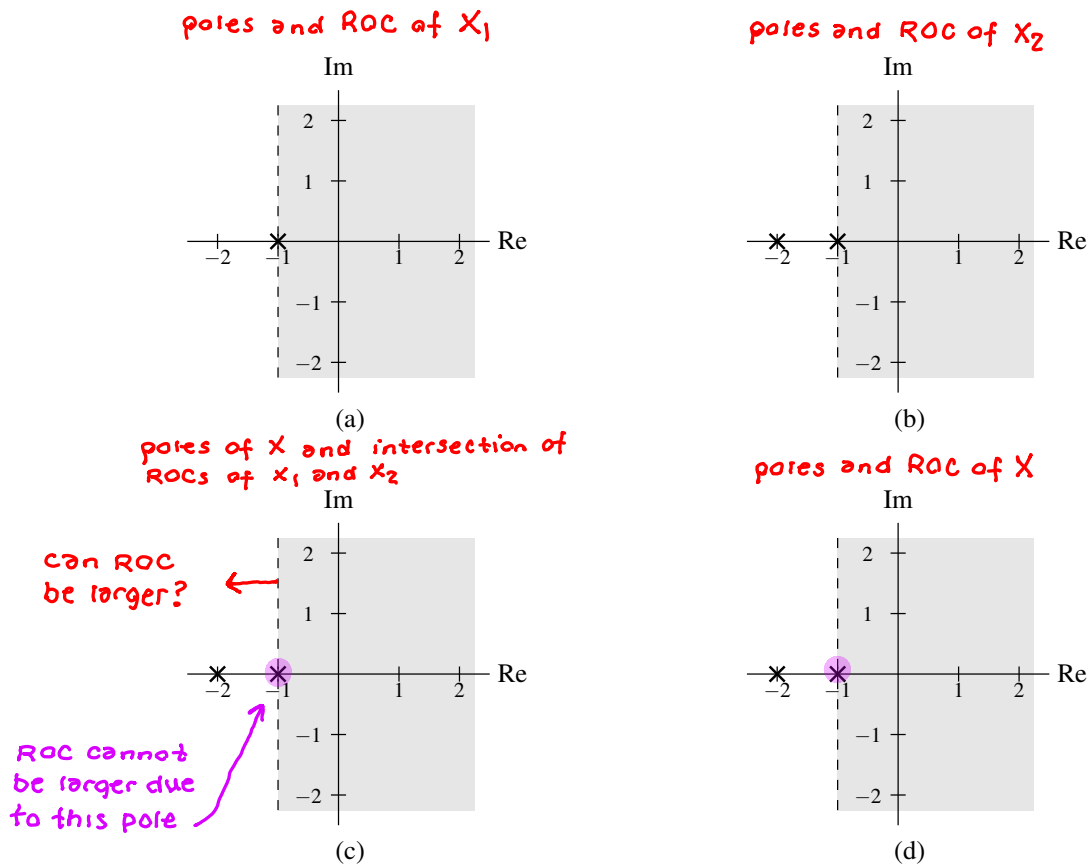 poles and ROC of X₁
poles and ROC of X₂
Im
2
1
Re
−2
−1
1
2
−1
−2
(a)
Im
2
1
Re
−2
−1
1
2
−1
−2
(b)
poles of X and intersection of
ROCs of X₁ and X₂
poles and ROC of X
Im
can ROC
be larger?
2
1
Re
−2
−1
1
2
−1
−2
ROC cannot
be larger due
to this pole
(c)
Im
2
1
Re
−2
−1
1
2
−1
−2
(d)